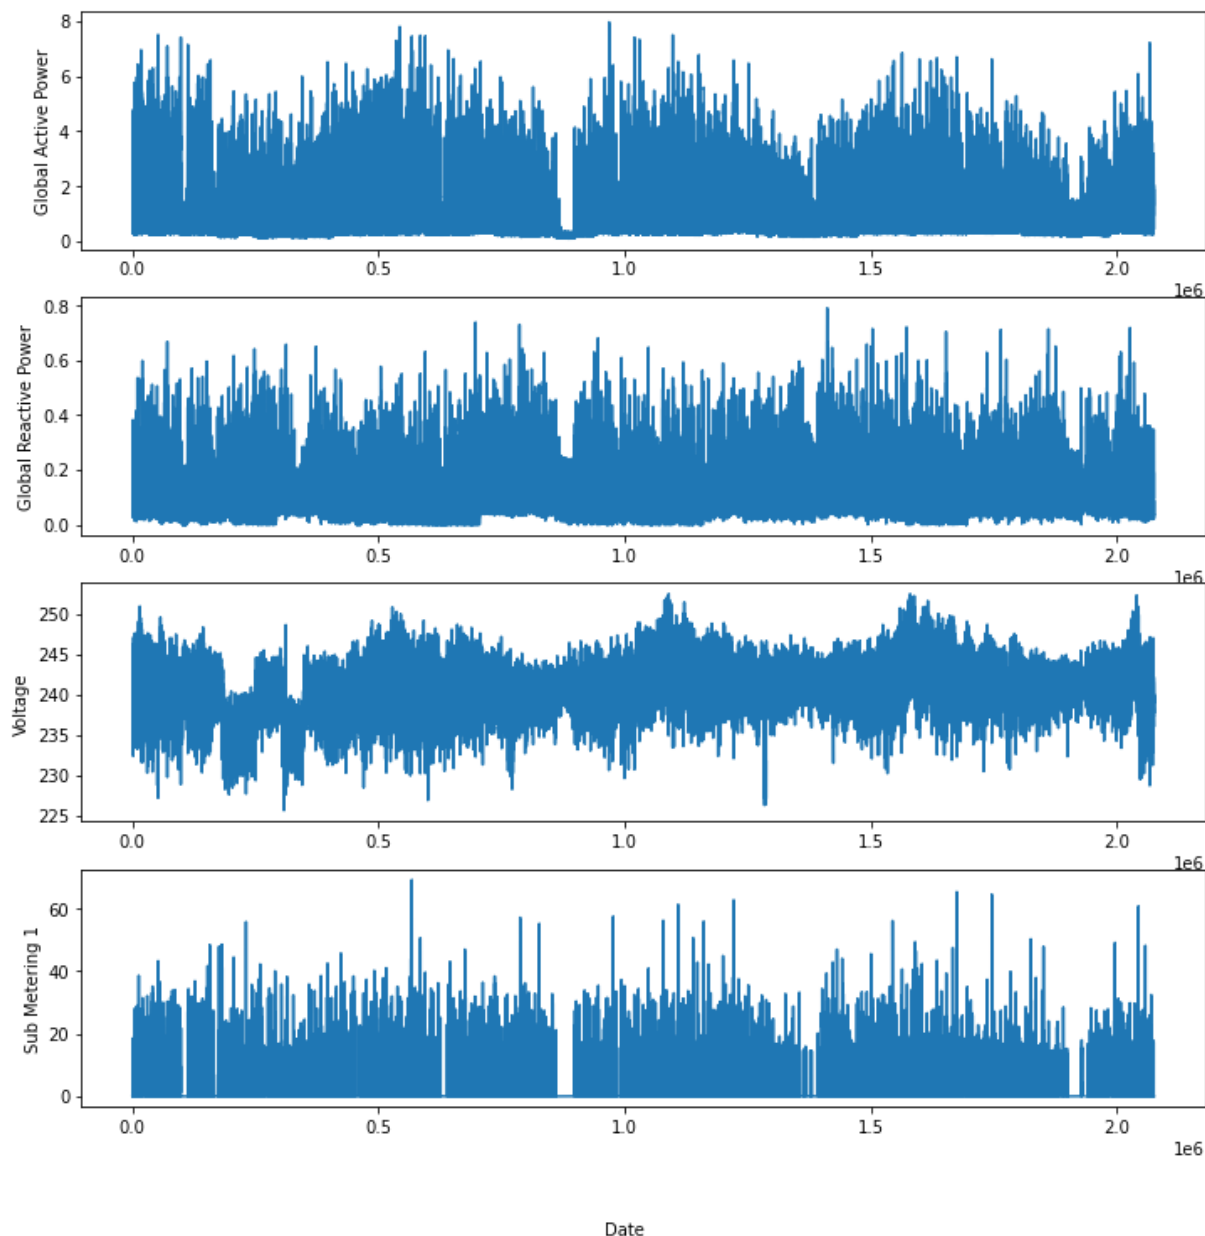 Global Active Power
8
6
4
2
0
0.0 0.5 1.0 1.5 2.0
1e6
Global Reactive Power
0.8
0.6
0.4
0.2
0.0
0.0 0.5 1.0 1.5 2.0
1e6
Voltage
250
245
240
235
230
225
0.0 0.5 1.0 1.5 2.0
1e6
Sub Metering 1
60
40
20
0
0.0 0.5 1.0 1.5 2.0
1e6
Date